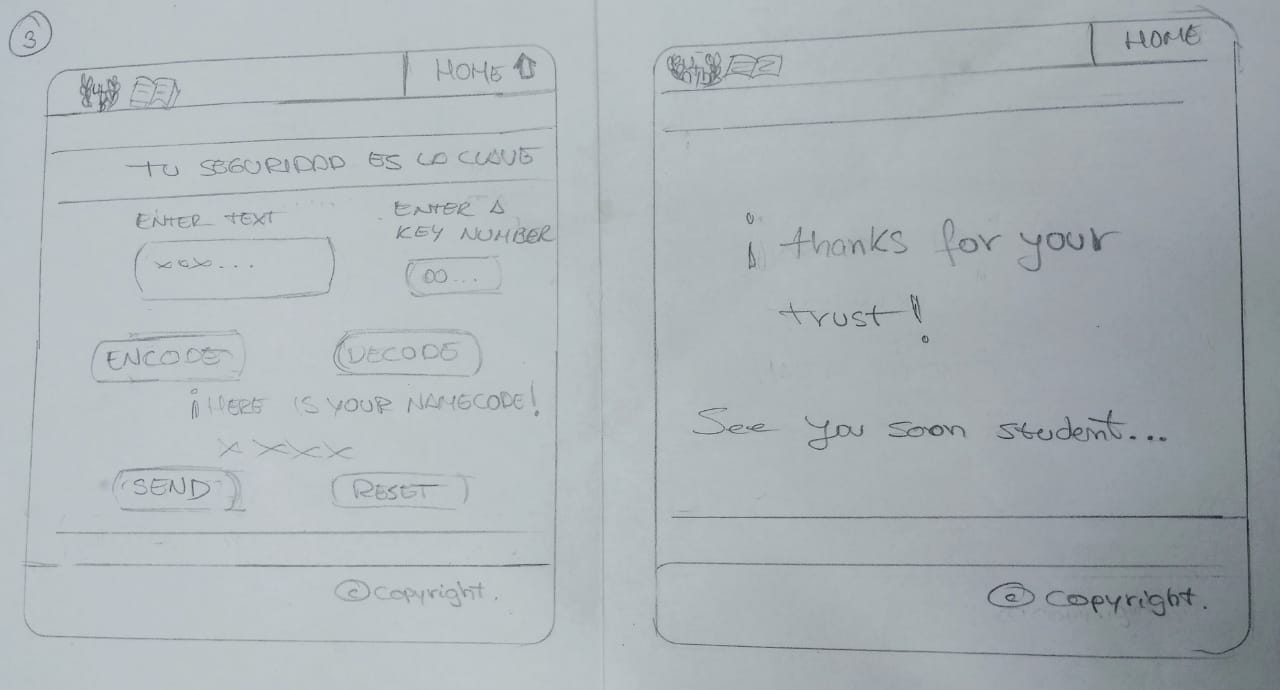 3
HOME
TU SEGURIDAD ES LA CLAVE
ENTER TEXT
ENTER A
KEY NUMBER
xox...
00...
ENCODE
DECODE
¡HERE IS YOUR NAMECODE!
XXXX
SEND
RESET
©copyright.
HOME
¡thanks for your
trust!
See you soon student...
©copyright.